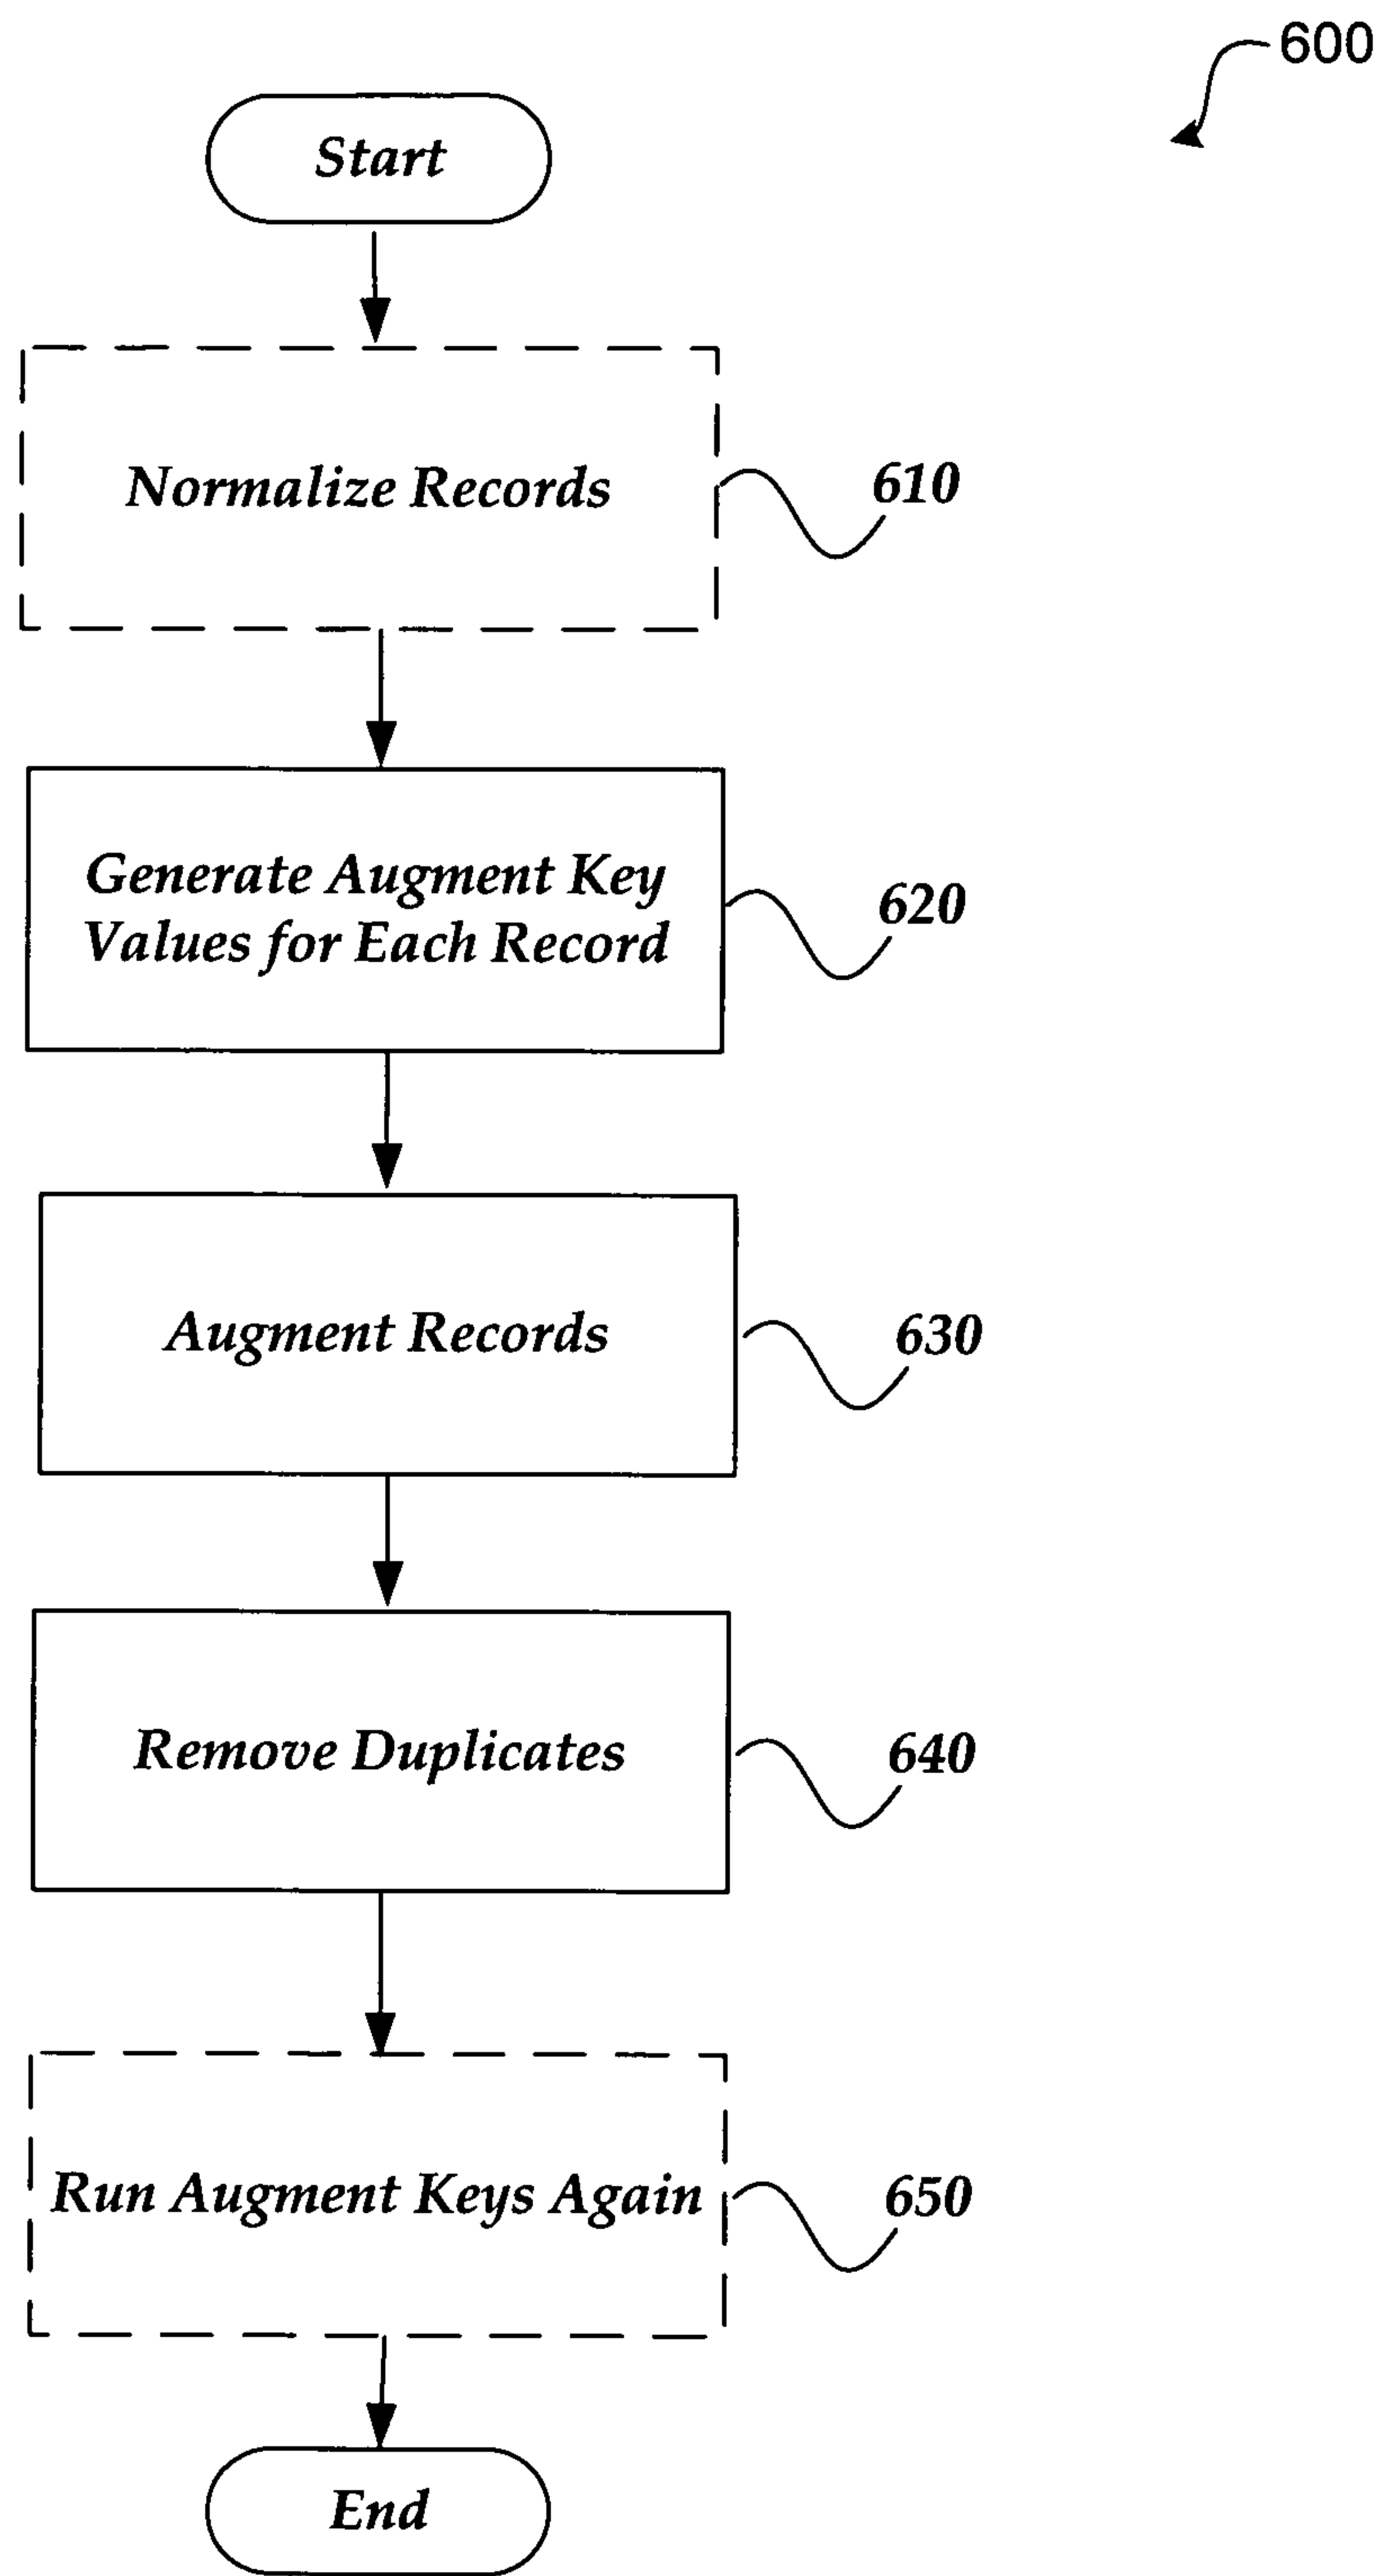 600
Start
Normalize Records
610
Generate Augment Key
Values for Each Record
620
Augment Records
630
Remove Duplicates
640
Run Augment Keys Again
650
End